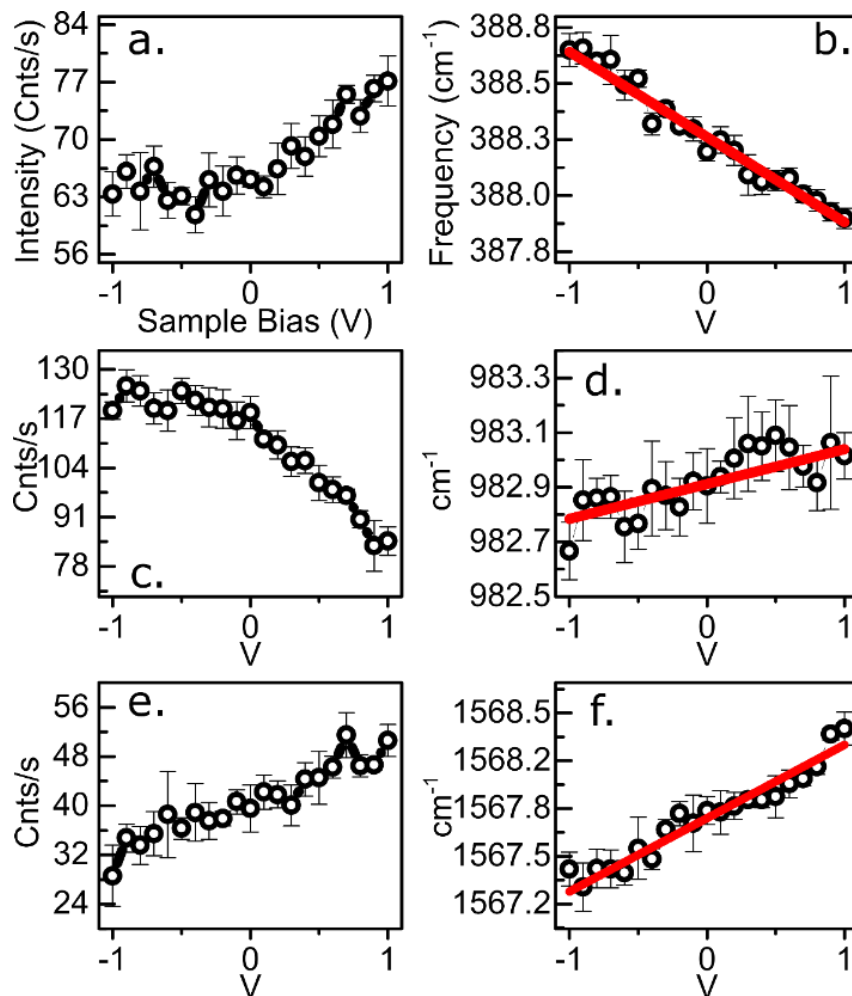 a.
Intensity (Cnts/s)
84
77
70
63
56
-1 0 1
Sample Bias (V)
b.
Frequency (cm-1)
388.8
388.5
388.3
388.0
387.8
-1 0 1
V
c.
Cnts/s
130
117
104
91
78
-1 0 1
V
d.
cm-1
983.3
983.1
982.9
982.7
982.5
-1 0 1
V
e.
Cnts/s
56
48
40
32
24
-1 0 1
V
f.
cm-1
1568.5
1568.2
1567.8
1567.5
1567.2
-1 0 1
V